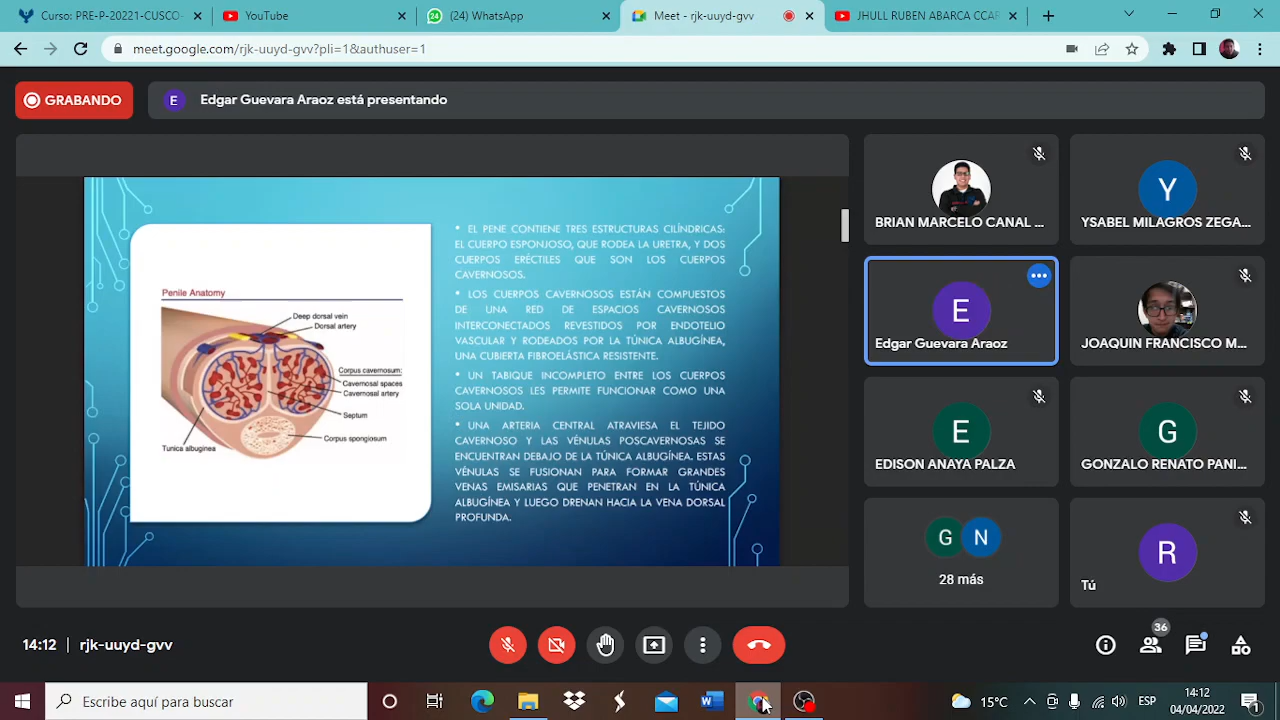 Curso: PRE-P-20221-CUSCO-
YouTube
24
(24) WhatsApp
Meet - rjk-uuyd-gvv
JHULL RUBEN ABARCA CCAR
meet.google.com/rjk-uuyd-gvv?pli=1&authuser=1
GRABANDO
E
Edgar Guevara Araoz está presentando
Penile Anatomy
Deep dorsal vein
Dorsal artery
Corpus cavernosum:
Cavernosal spaces
Cavernosal artery
Septum
Corpus spongiosum
Tunica albuginea
• EL PENE CONTIENE TRES ESTRUCTURAS CILÍNDRICAS:
EL CUERPO ESPONJOSO, QUE RODEA LA URETRA, Y DOS
CUERPOS ERÉCTILES QUE SON LOS CUERPOS
CAVERNOSOS.
• LOS CUERPOS CAVERNOSOS ESTÁN COMPUESTOS
DE UNA RED DE ESPACIOS CAVERNOSOS
INTERCONECTADOS REVESTIDOS POR ENDOTELIO
VASCULAR Y RODEADOS POR LA TÚNICA ALBUGÍNEA,
UNA CUBIERTA FIBROELÁSTICA RESISTENTE.
• UN TABIQUE INCOMPLETO ENTRE LOS CUERPOS
CAVERNOSOS LES PERMITE FUNCIONAR COMO UNA
SOLA UNIDAD.
• UNA ARTERIA CENTRAL ATRAVIESA EL TEJIDO
CAVERNOSO Y LAS VÉNULAS POSCAVERNOSAS SE
ENCUENTRAN DEBAJO DE LA TÚNICA ALBUGÍNEA. ESTAS
VÉNULAS SE FUSIONAN PARA FORMAR GRANDES
VENAS EMISARIAS QUE PENETRAN EN LA TÚNICA
ALBUGÍNEA Y LUEGO DRENAN HACIA LA VENA DORSAL
PROFUNDA.
BRIAN MARCELO CANAL ...
Y
YSABEL MILAGROS ZEGA...
E
Edgar Guevara Araoz
JOAQUIN FRANCISCO M...
E
G
G N
28 más
R
Tú
14:12 | rjk-uuyd-gvv
36
Escribe aquí para buscar
W
15°C
ESP
14:12
04/04/2022